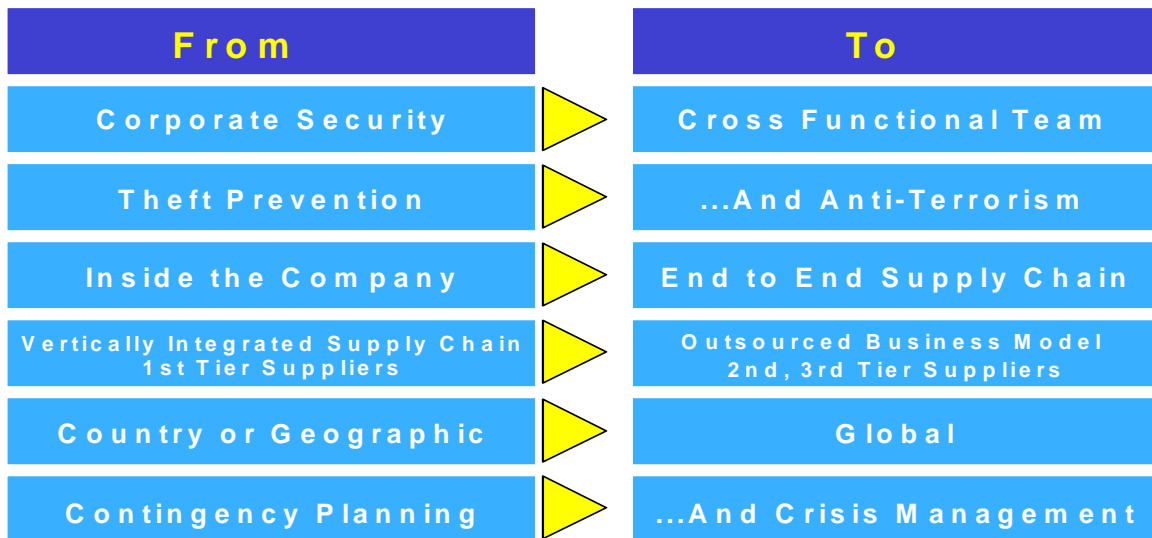 From
To
Corporate Security
Cross Functional Team
Theft Prevention
...And Anti-Terrorism
Inside the Company
End to End Supply Chain
Vertically Integrated Supply Chain
1st Tier Suppliers
Outsourced Business Model
2nd, 3rd Tier Suppliers
Country or Geographic
Global
Contingency Planning
...And Crisis Management